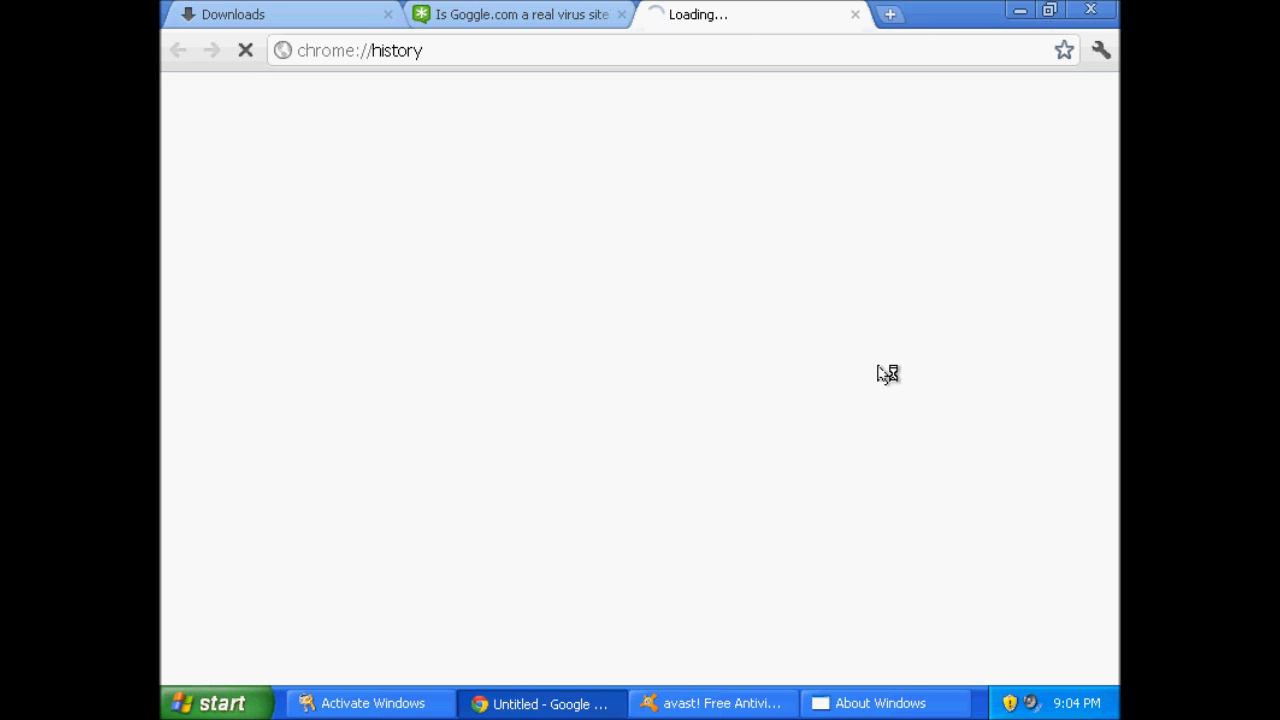 Downloads
Is Goggle.com a real virus site
Loading...
chrome://history
start
Activate Windows
Untitled - Google ...
avast! Free Antivi...
About Windows
9:04 PM